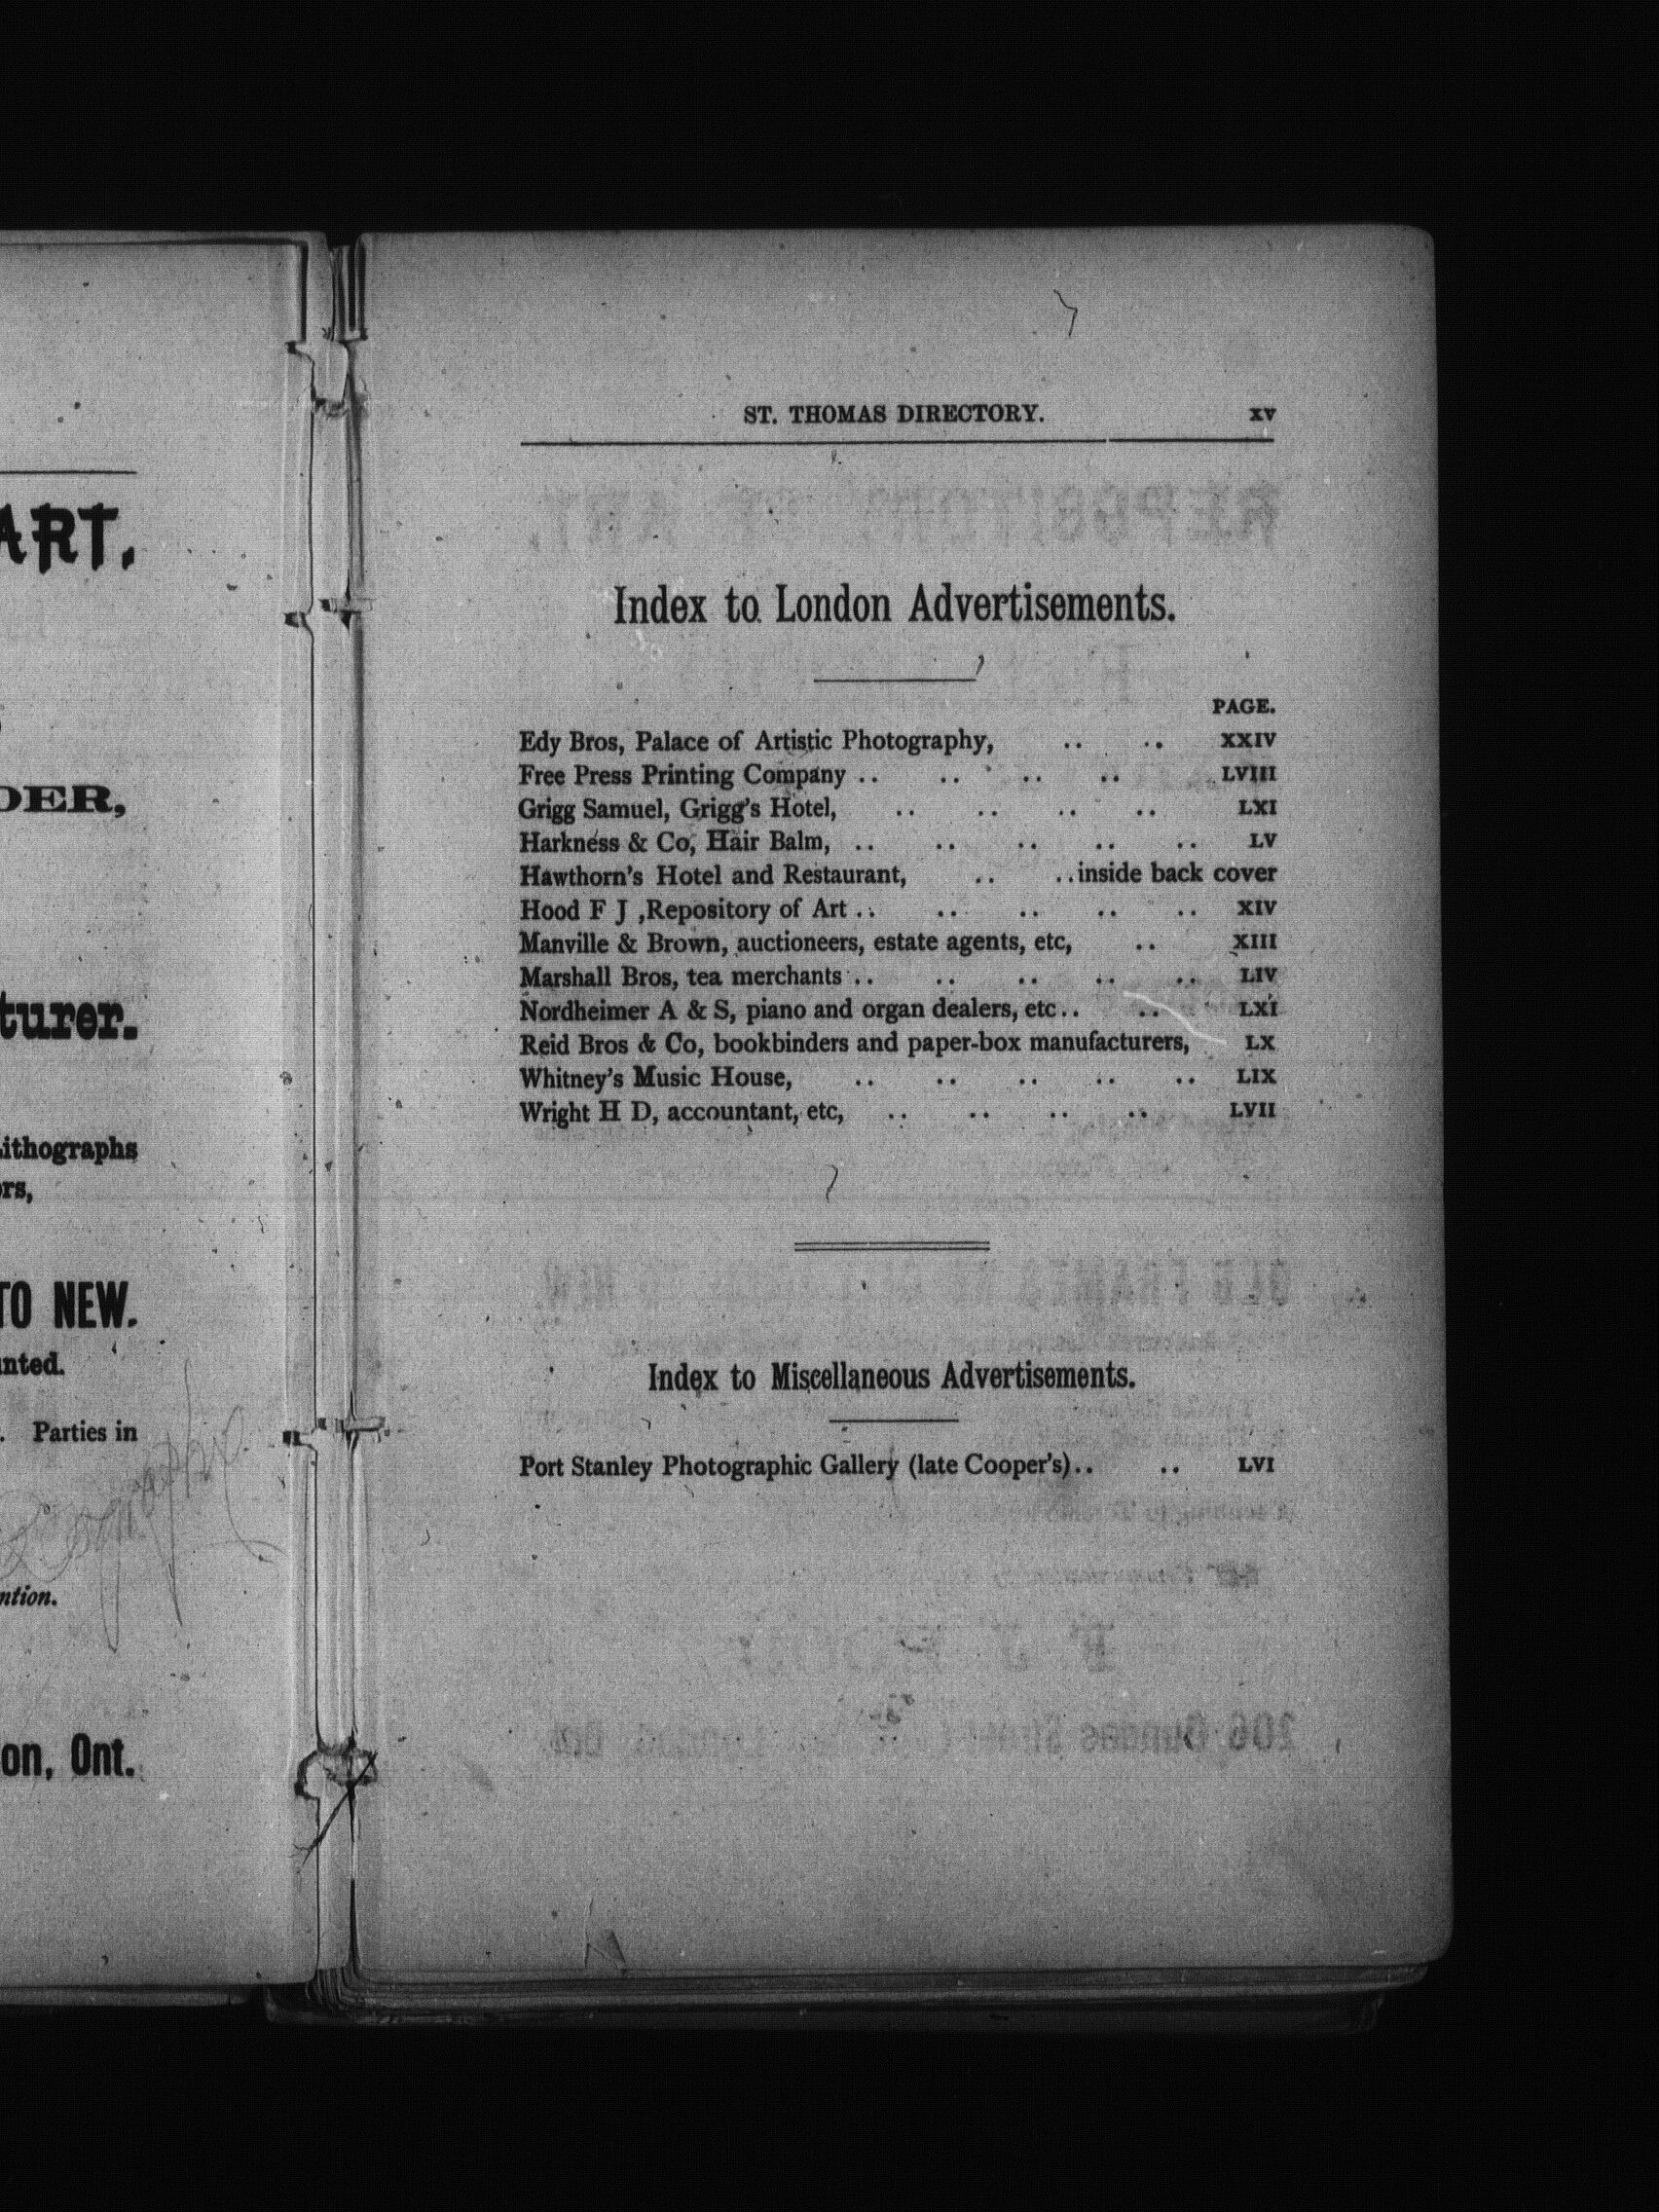 ART.
DER,
turer.
Lithographs
ors,
TO NEW.
unted.
Parties in
ntion.
on, Ont.
ST. THOMAS DIRECTORY. XV
Index to London Advertisements.
PAGE.
Edy Bros, Palace of Artistic Photography, .. .. XXIV
Free Press Printing Company .. .. .. .. LVIII
Grigg Samuel, Grigg's Hotel, .. .. .. .. LXI
Harkness & Co, Hair Balm, .. .. .. .. .. LV
Hawthorn's Hotel and Restaurant, .. ..inside back cover
Hood F J ,Repository of Art .. .. .. .. .. XIV
Manville & Brown, auctioneers, estate agents, etc, .. XIII
Marshall Bros, tea merchants .. .. .. .. .. LIV
Nordheimer A & S, piano and organ dealers, etc.. .. LXI
Reid Bros & Co, bookbinders and paper-box manufacturers, LX
Whitney's Music House, .. .. .. .. .. LIX
Wright H D, accountant, etc, .. .. .. .. LVII
Index to Miscellaneous Advertisements.
Port Stanley Photographic Gallery (late Cooper's).. .. LVI